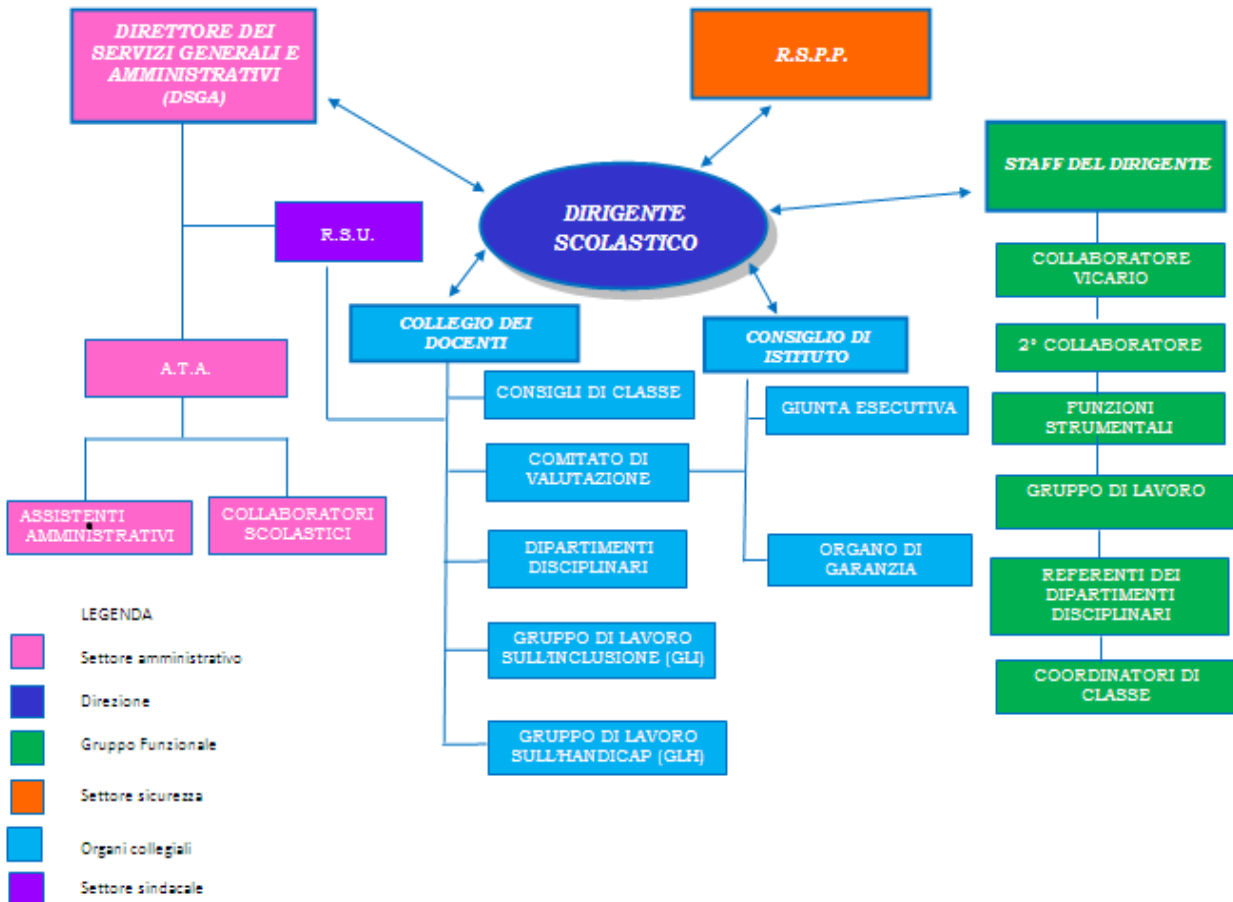 DIRETTORE DEI
SERVIZI GENERALI E
AMMINISTRATIVI
(DSGA)
R.S.P.P.
STAFF DEL DIRIGENTE
DIRIGENTE
SCOLASTICO
R.S.U.
COLLABORATORE
VICARIO
COLLEGIO DEI
DOCENTI
CONSIGLIO DI
ISTITUTO
2° COLLABORATORE
A.T.A.
CONSIGLI DI CLASSE
GIUNTA ESECUTIVA
FUNZIONI
STRUMENTALI
COMITATO DI
VALUTAZIONE
GRUPPO DI LAVORO
ASSISTENTI
AMMINISTRATIVI
COLLABORATORI
SCOLASTICI
DIPARTIMENTI
DISCIPLINARI
ORGANO DI
GARANZIA
REFERENTI DEI
DIPARTIMENTI
DISCIPLINARI
GRUPPO DI LAVORO
SULL'INCLUSIONE (GLI)
COORDINATORI DI
CLASSE
GRUPPO DI LAVORO
SULL'HANDICAP (GLH)
LEGENDA
Settore amministrativo
Direzione
Gruppo Funzionale
Settore sicurezza
Organi collegiali
Settore sindacale